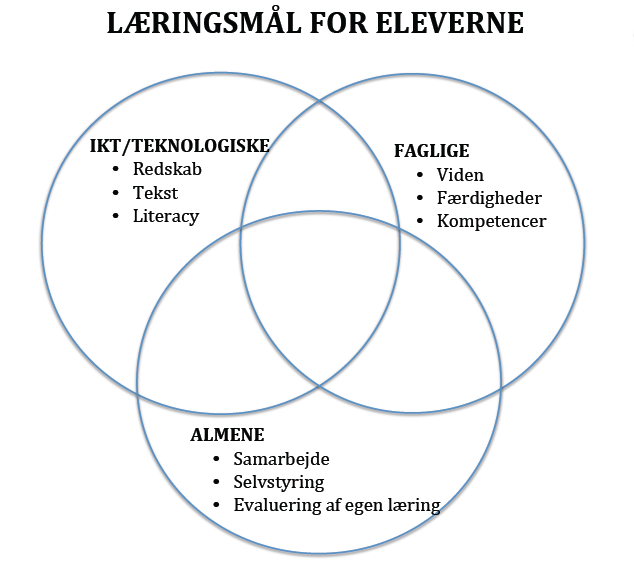 LÆRINGSMÅL FOR ELEVERNE
IKT/TEKNOLOGISKE
• Redskab
• Tekst
• Literacy
FAGLIGE
• Viden
• Færdigheder
• Kompetencer
ALMENE
• Samarbejde
• Selvstyring
• Evaluering af egen læring